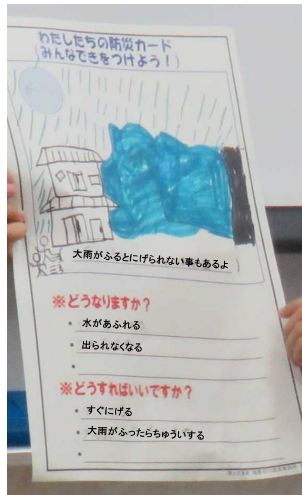 わたしたちの防災カード
(みんなできをつけよう!)
大雨がふるとにげられない事もあるよ
※どうなりますか?
・水があふれる
・出られなくなる
・
※どうすればいいですか?
・すぐにげる
・大雨がふったらちゅういする
・